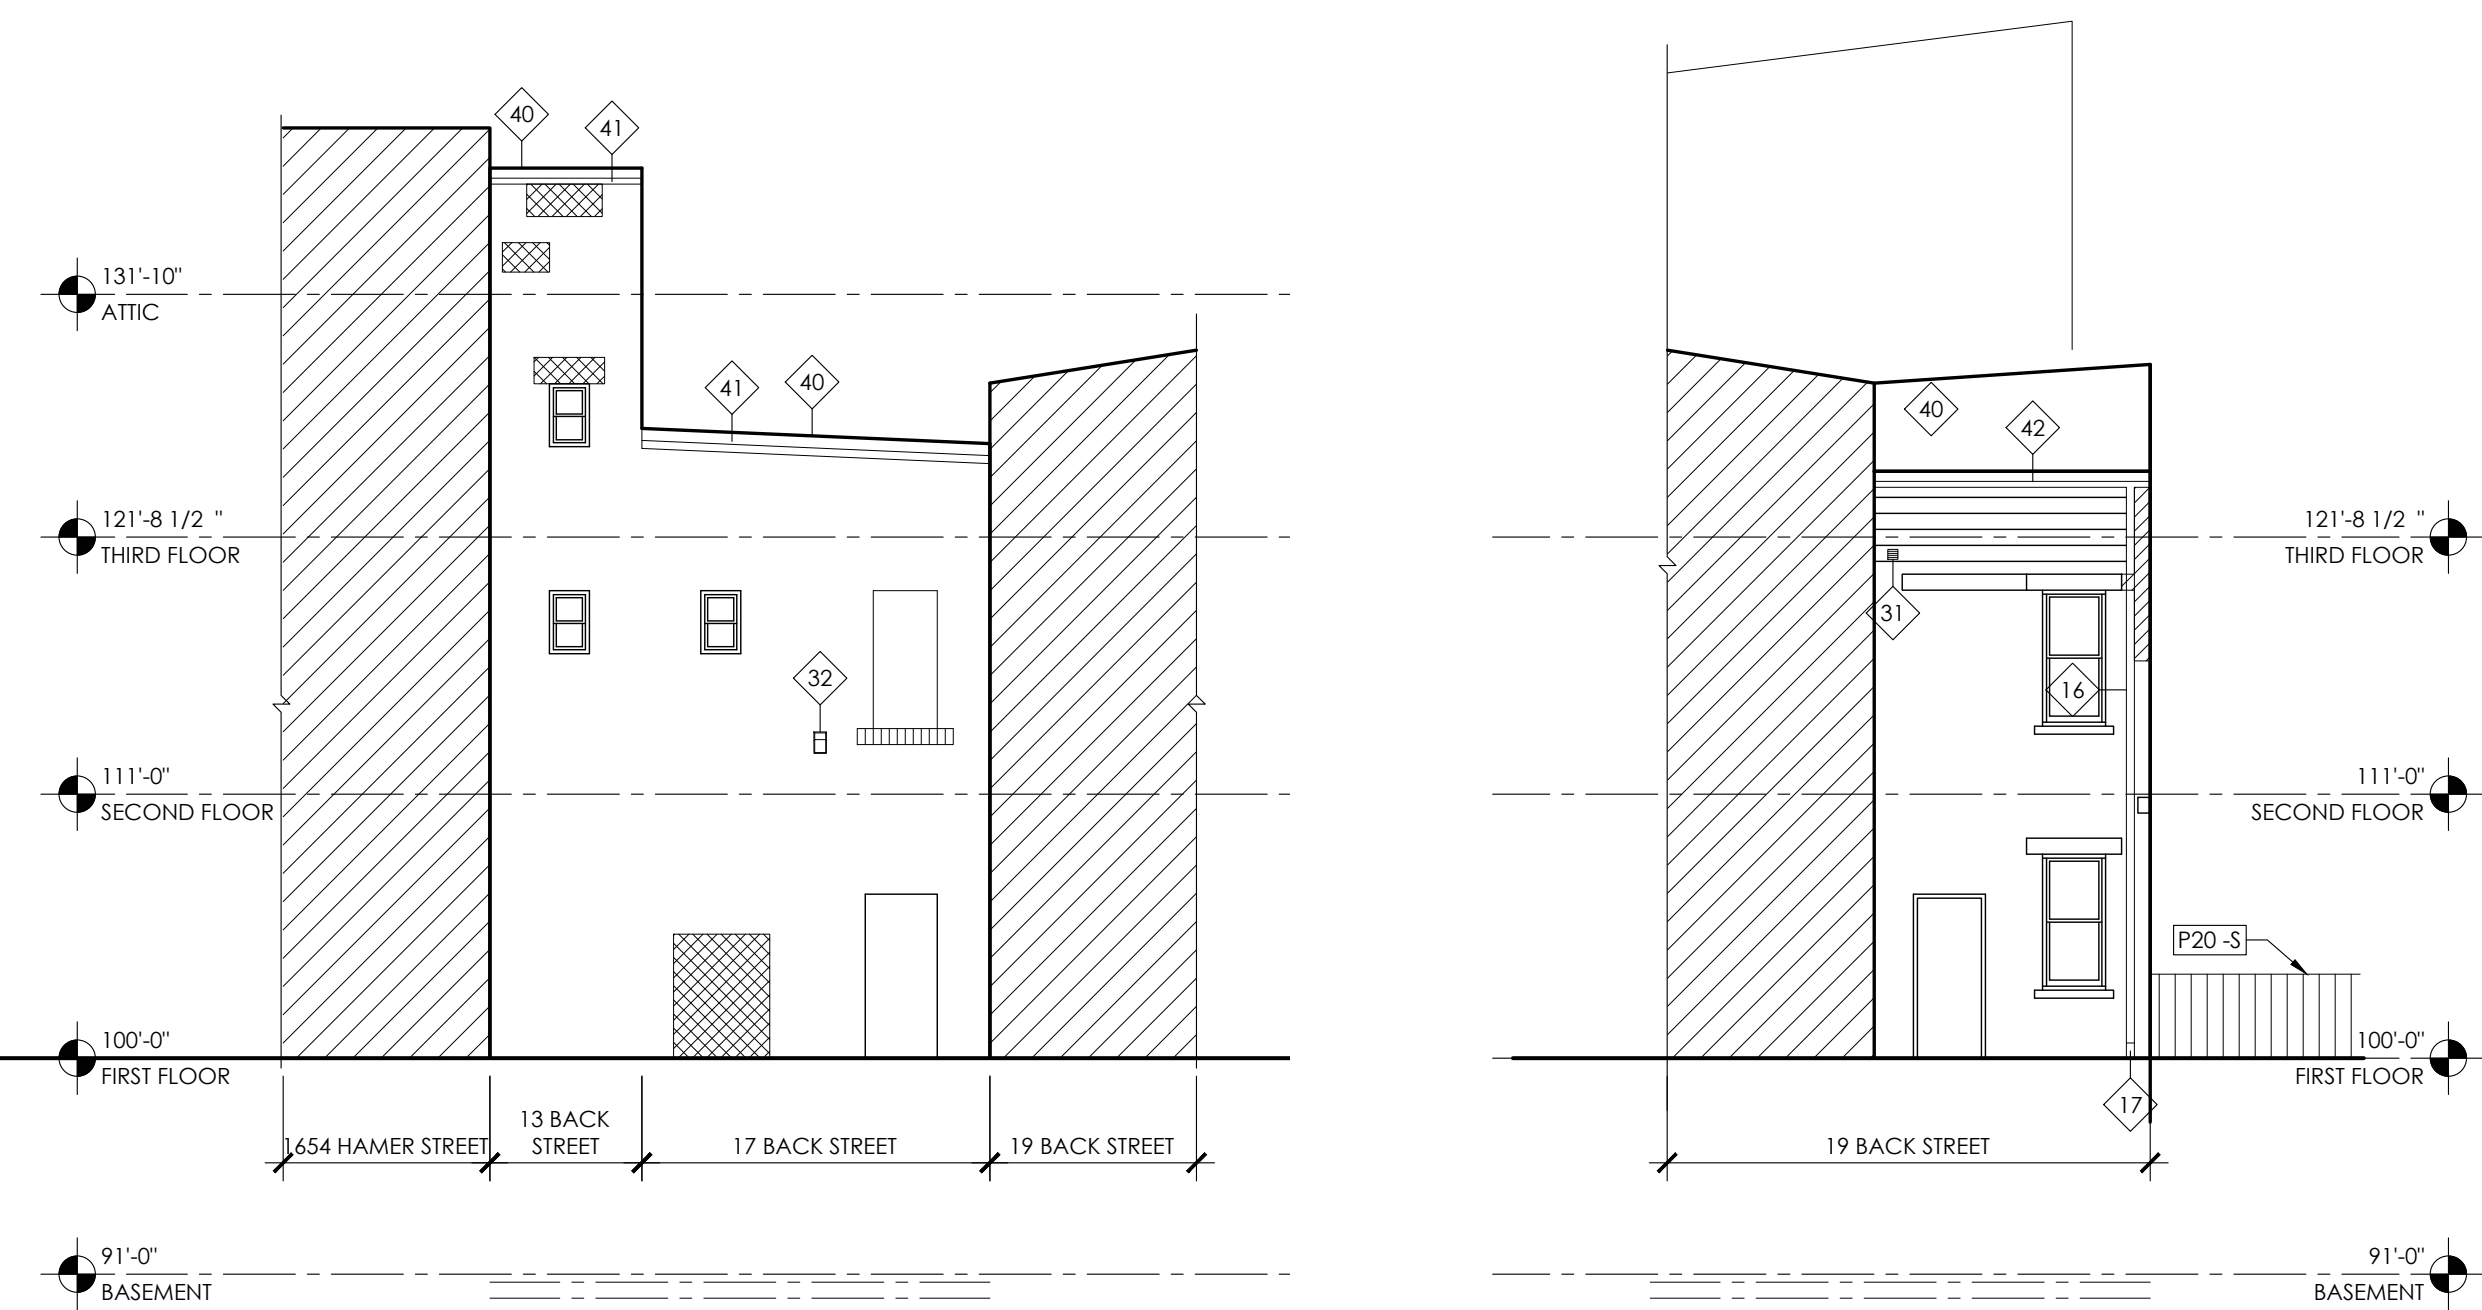 40
41
131'-10"
ATTIC
41
40
40
42
121'-8 1/2 "
THIRD FLOOR
121'-8 1/2 "
THIRD FLOOR
31
32
16
111'-0"
SECOND FLOOR
111'-0"
SECOND FLOOR
P20 -S
100'-0"
FIRST FLOOR
100'-0"
FIRST FLOOR
17
1654 HAMER STREET
13 BACK
STREET
17 BACK STREET
19 BACK STREET
19 BACK STREET
91'-0"
BASEMENT
91'-0"
BASEMENT